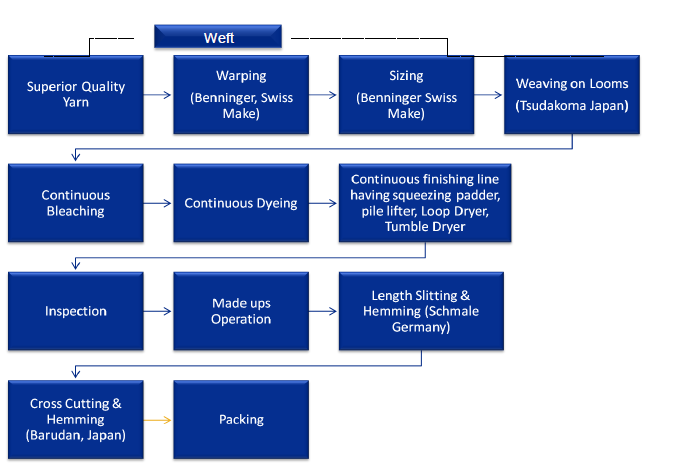 Weft
Superior Quality
Yarn
Warping
(Benninger, Swiss
Make)
Sizing
(Benninger Swiss
Make)
Weaving on Looms
(Tsudakoma Japan)
Continuous
Bleaching
Continuous Dyeing
Continuous finishing line
having squeezing padder,
pile lifter, Loop Dryer,
Tumble Dryer
Inspection
Made ups
Operation
Length Slitting &
Hemming (Schmale
Germany)
Cross Cutting &
Hemming
(Barudan, Japan)
Packing